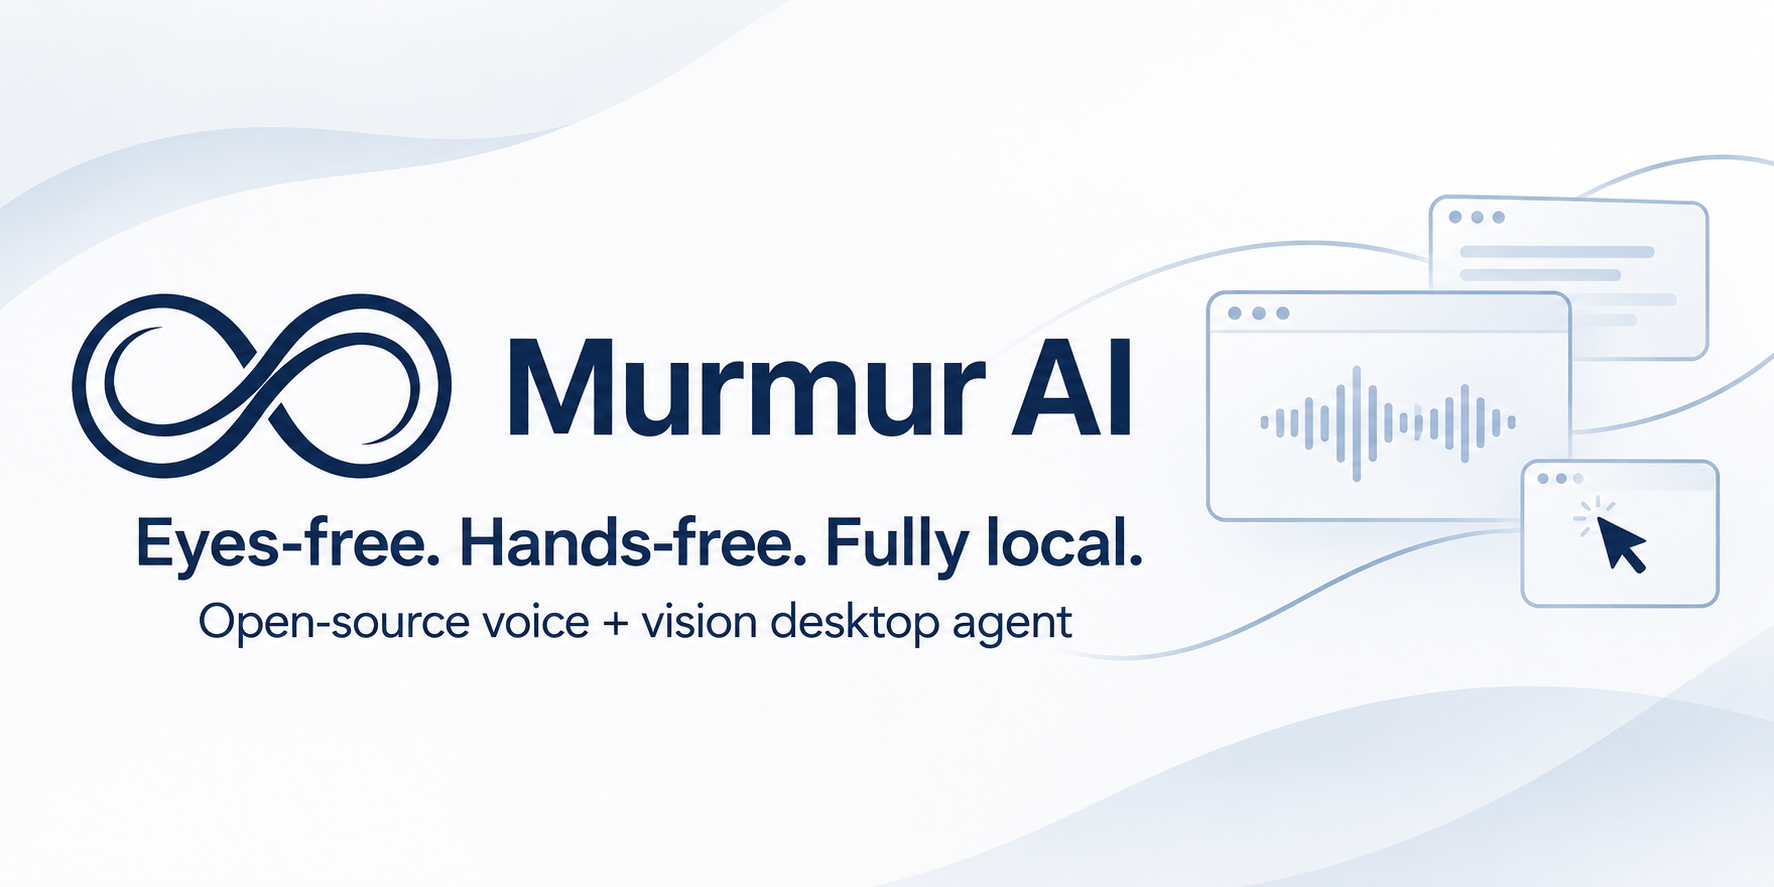 Murmur AI
Eyes-free. Hands-free. Fully local.
Open-source voice + vision desktop agent